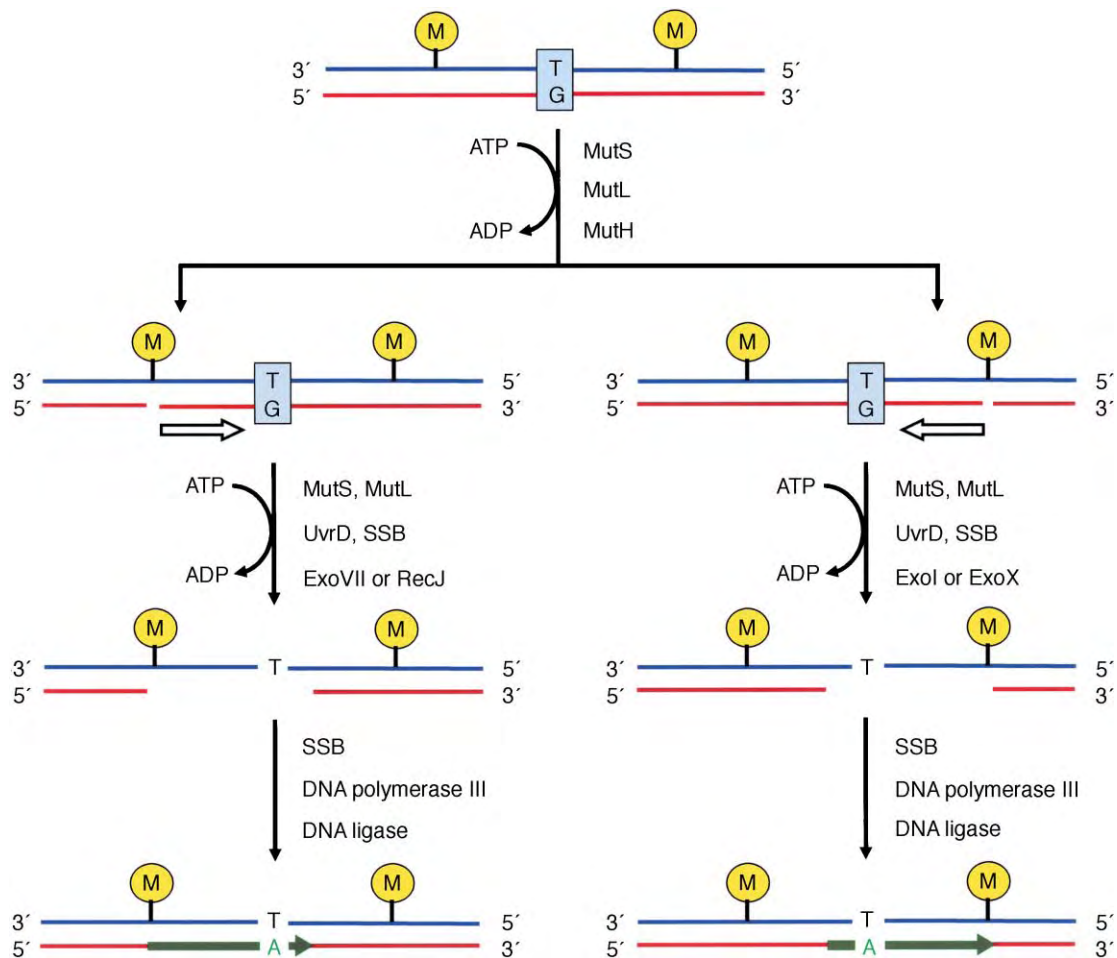 M M
3´ T 5´
5´ G 3´
ATP MutS
MutL
ADP MutH
M M M M
3´ T 5´ 3´ T 5´
5´ G 3´ 5´ G 3´
ATP MutS, MutL ATP MutS, MutL
UvrD, SSB UvrD, SSB
ADP ExoVII or RecJ ADP ExoI or ExoX
M M M M
3´ T 5´ 3´ T 5´
5´ 3´ 5´ 3´
SSB SSB
DNA polymerase III DNA polymerase III
DNA ligase DNA ligase
M M M M
3´ T 5´ 3´ T 5´
5´ A 3´ 5´ A 3´